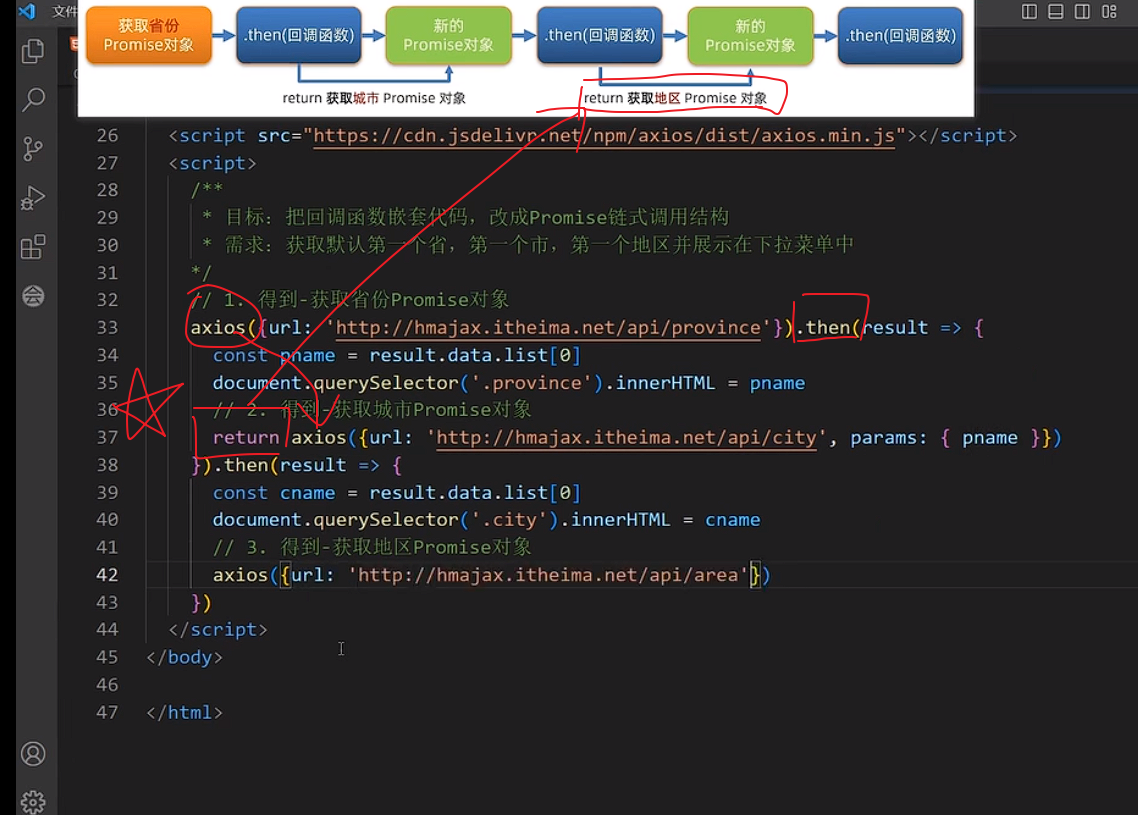 文件
获取省份
Promise对象
.then(回调函数)
新的
Promise对象
.then(回调函数)
新的
Promise对象
.then(回调函数)
return 获取城市 Promise 对象
return 获取地区 Promise 对象
26 <script src="https://cdn.jsdelivr.net/npm/axios/dist/axios.min.js"></script>
27 <script>
28 /**
29 * 目标：把回调函数嵌套代码，改成Promise链式调用结构
30 * 需求：获取默认第一个省，第一个市，第一个地区并展示在下拉菜单中
31 */
32 // 1. 得到-获取省份Promise对象
33 axios({url: 'http://hmajax.itheima.net/api/province'}).then(result => {
34 const pname = result.data.list[0]
35 document.querySelector('.province').innerHTML = pname
36 // 2. 得到-获取城市Promise对象
37 return axios({url: 'http://hmajax.itheima.net/api/city', params: { pname }})
38 }).then(result => {
39 const cname = result.data.list[0]
40 document.querySelector('.city').innerHTML = cname
41 // 3. 得到-获取地区Promise对象
42 axios({url: 'http://hmajax.itheima.net/api/area'})
43 })
44 </script>
45 </body>
46
47 </html>